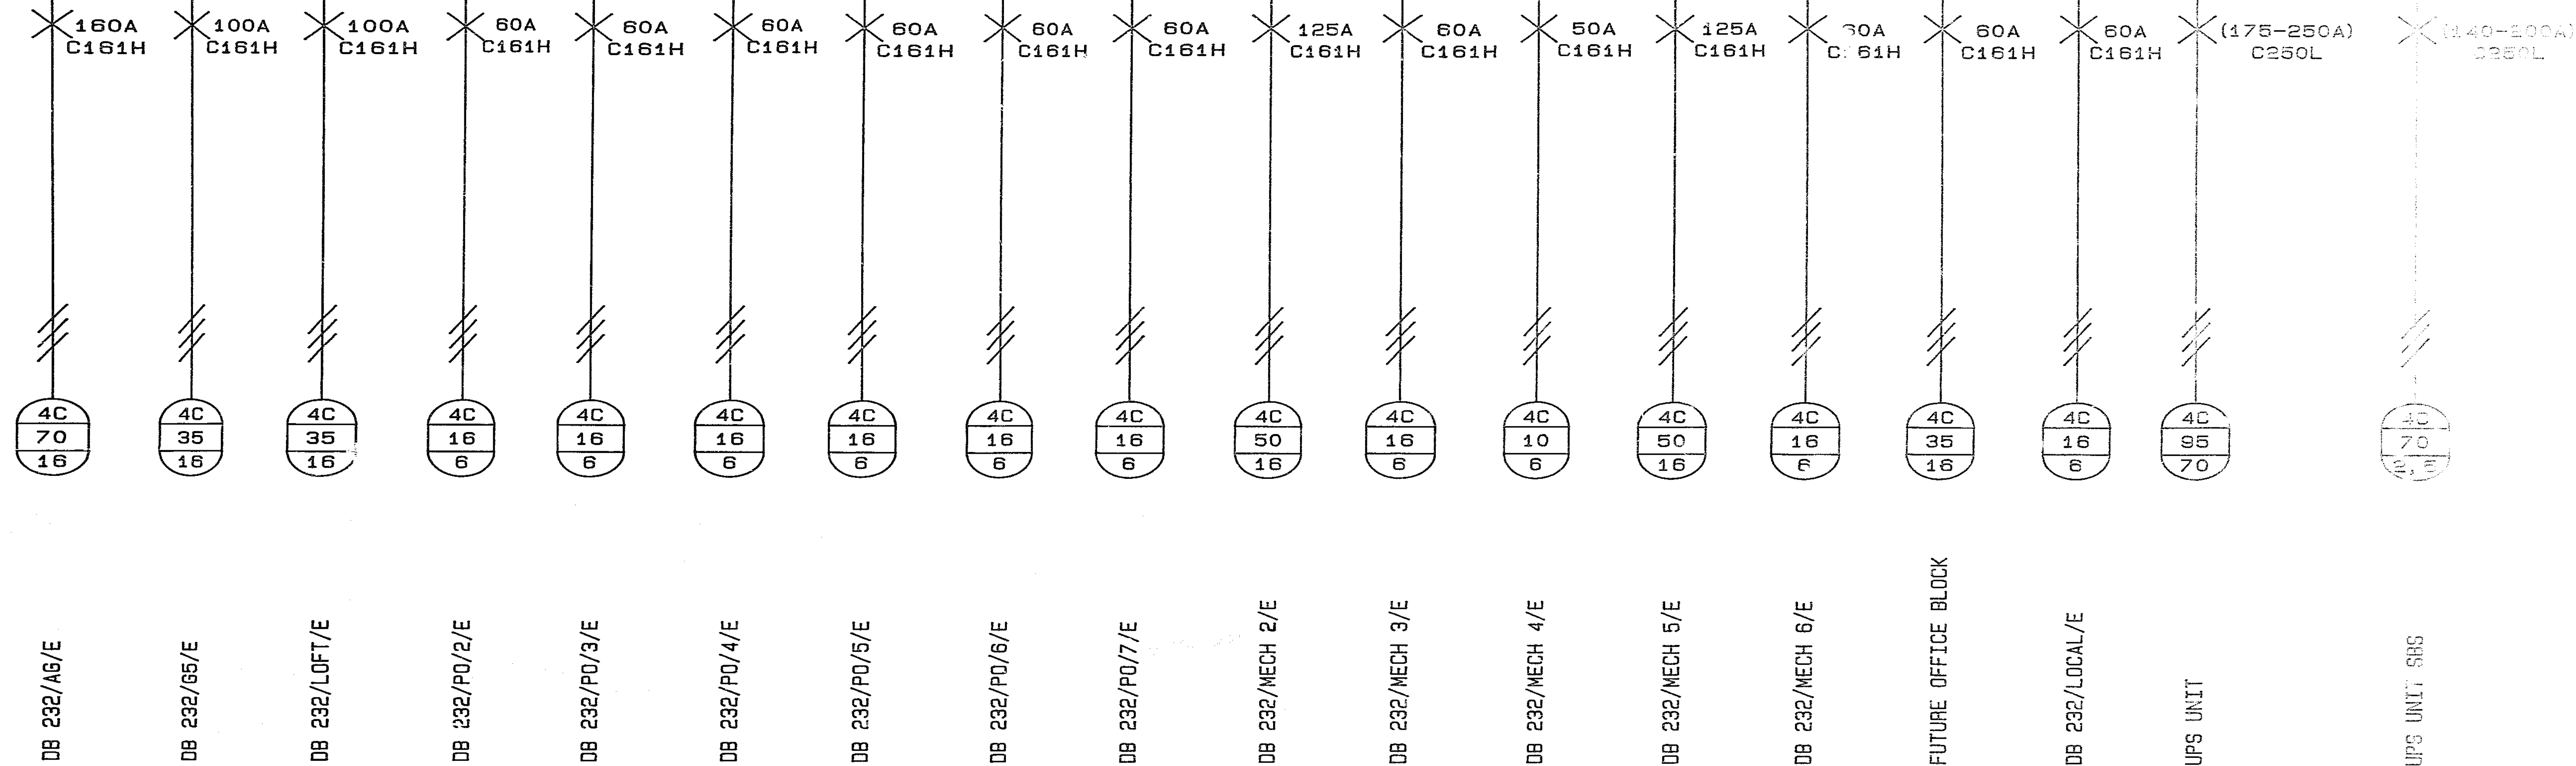 160A
C161H
100A
C161H
100A
C161H
60A
C161H
60A
C161H
60A
C161H
60A
C161H
60A
C161H
60A
C161H
125A
C161H
60A
C161H
50A
C161H
125A
C161H
C161H
60A
C161H
60A
C161H
(175-250A)
C250L
(140-200A)
C250L
4C
70
16
4C
35
16
4C
35
16
4C
16
6
4C
16
6
4C
16
6
4C
16
6
4C
16
6
4C
16
6
4C
50
16
4C
16
6
4C
10
6
4C
50
16
4C
16
6
4C
35
16
4C
16
6
4C
95
70
4C
70
DB 232/AG/E
DB 232/G5/E
DB 232/LOFT/E
DB 232/PO/2/E
DB 232/PO/3/E
DB 232/PO/4/E
DB 232/PO/5/E
DB 232/PO/6/E
DB 232/PO/7/E
DB 232/MECH 2/E
DB 232/MECH 3/E
DB 232/MECH 4/E
DB 232/MECH 5/E
DB 232/MECH 6/E
FUTURE OFFICE BLOCK
DB 232/LOCAL/E
UPS UNIT
UPS UNIT SBS